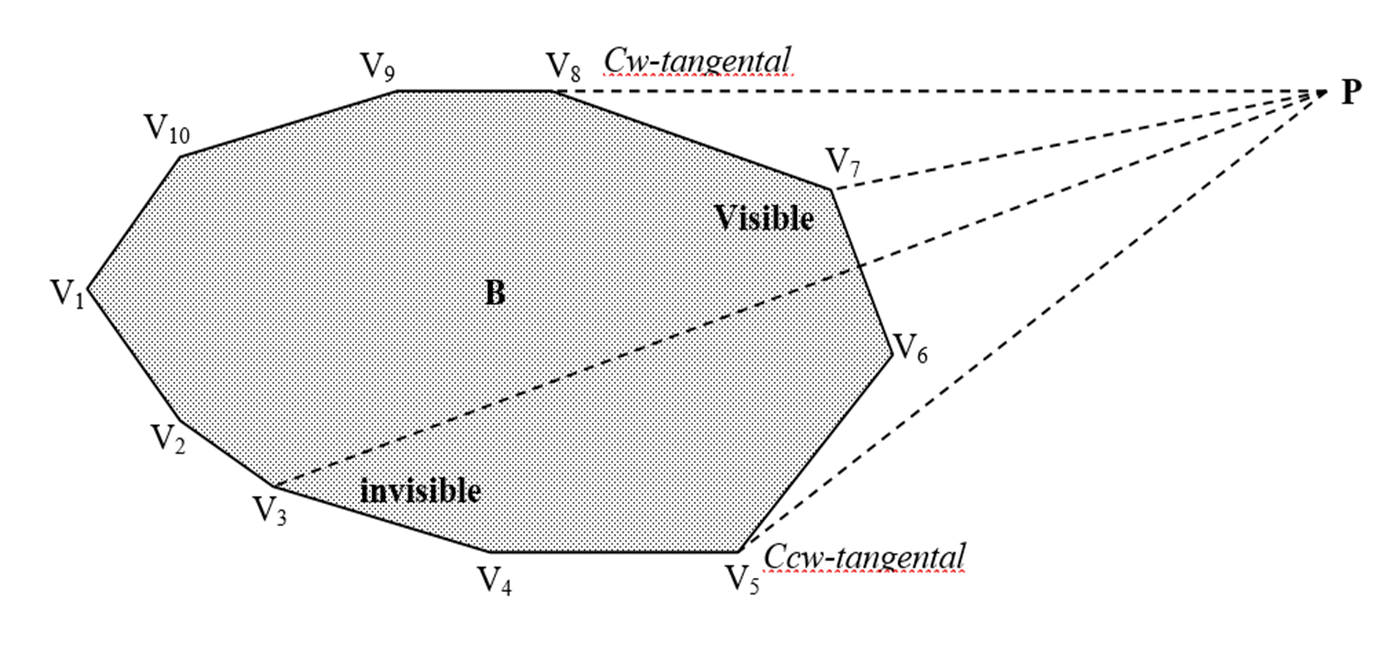 V9
V8
Cw-tangental
P
V10
V7
Visible
V1
B
V6
V2
invisible
V3
Ccw-tangental
V4
V5